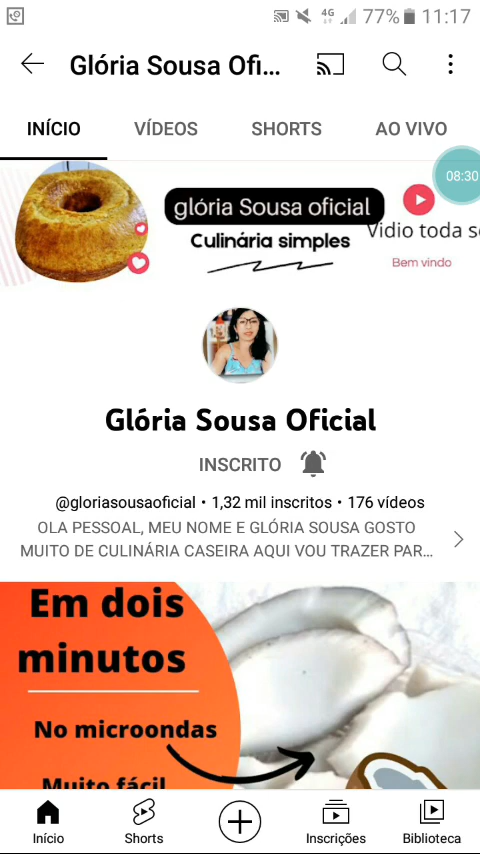 4G 77% 11:17
Glória Sousa Ofi...
INÍCIO VÍDEOS SHORTS AO VIVO
08:30
glória Sousa oficial
Culinária simples
Vidio toda s
Bem vindo
Glória Sousa Oficial
INSCRITO
@gloriasousaoficial • 1,32 mil inscritos • 176 vídeos
OLA PESSOAL, MEU NOME E GLÓRIA SOUSA GOSTO
MUITO DE CULINÁRIA CASEIRA AQUI VOU TRAZER PAR...
Em dois
minutos
No microondas
Muito fácil
Início Shorts Inscrições Biblioteca